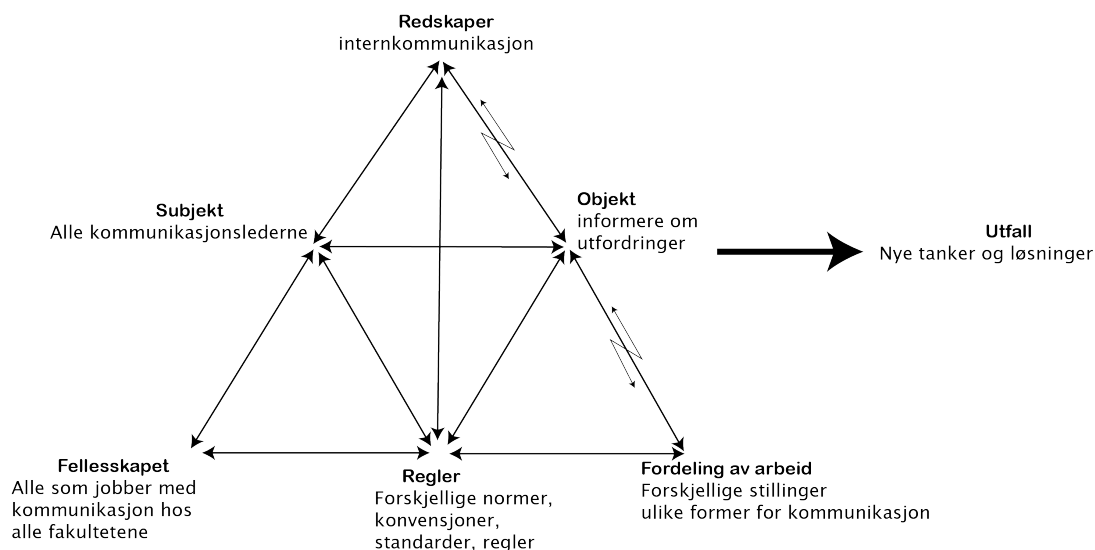 Redskaper
internkommunikasjon
Subjekt
Alle kommunikasjonslederne
Objekt
informere om
utfordringer
Utfall
Nye tanker og løsninger
Fellesskapet
Alle som jobber med
kommunikasjon hos
alle fakultetene
Regler
Forskjellige normer,
konvensjoner,
standarder, regler
Fordeling av arbeid
Forskjellige stillinger
ulike former for kommunikasjon